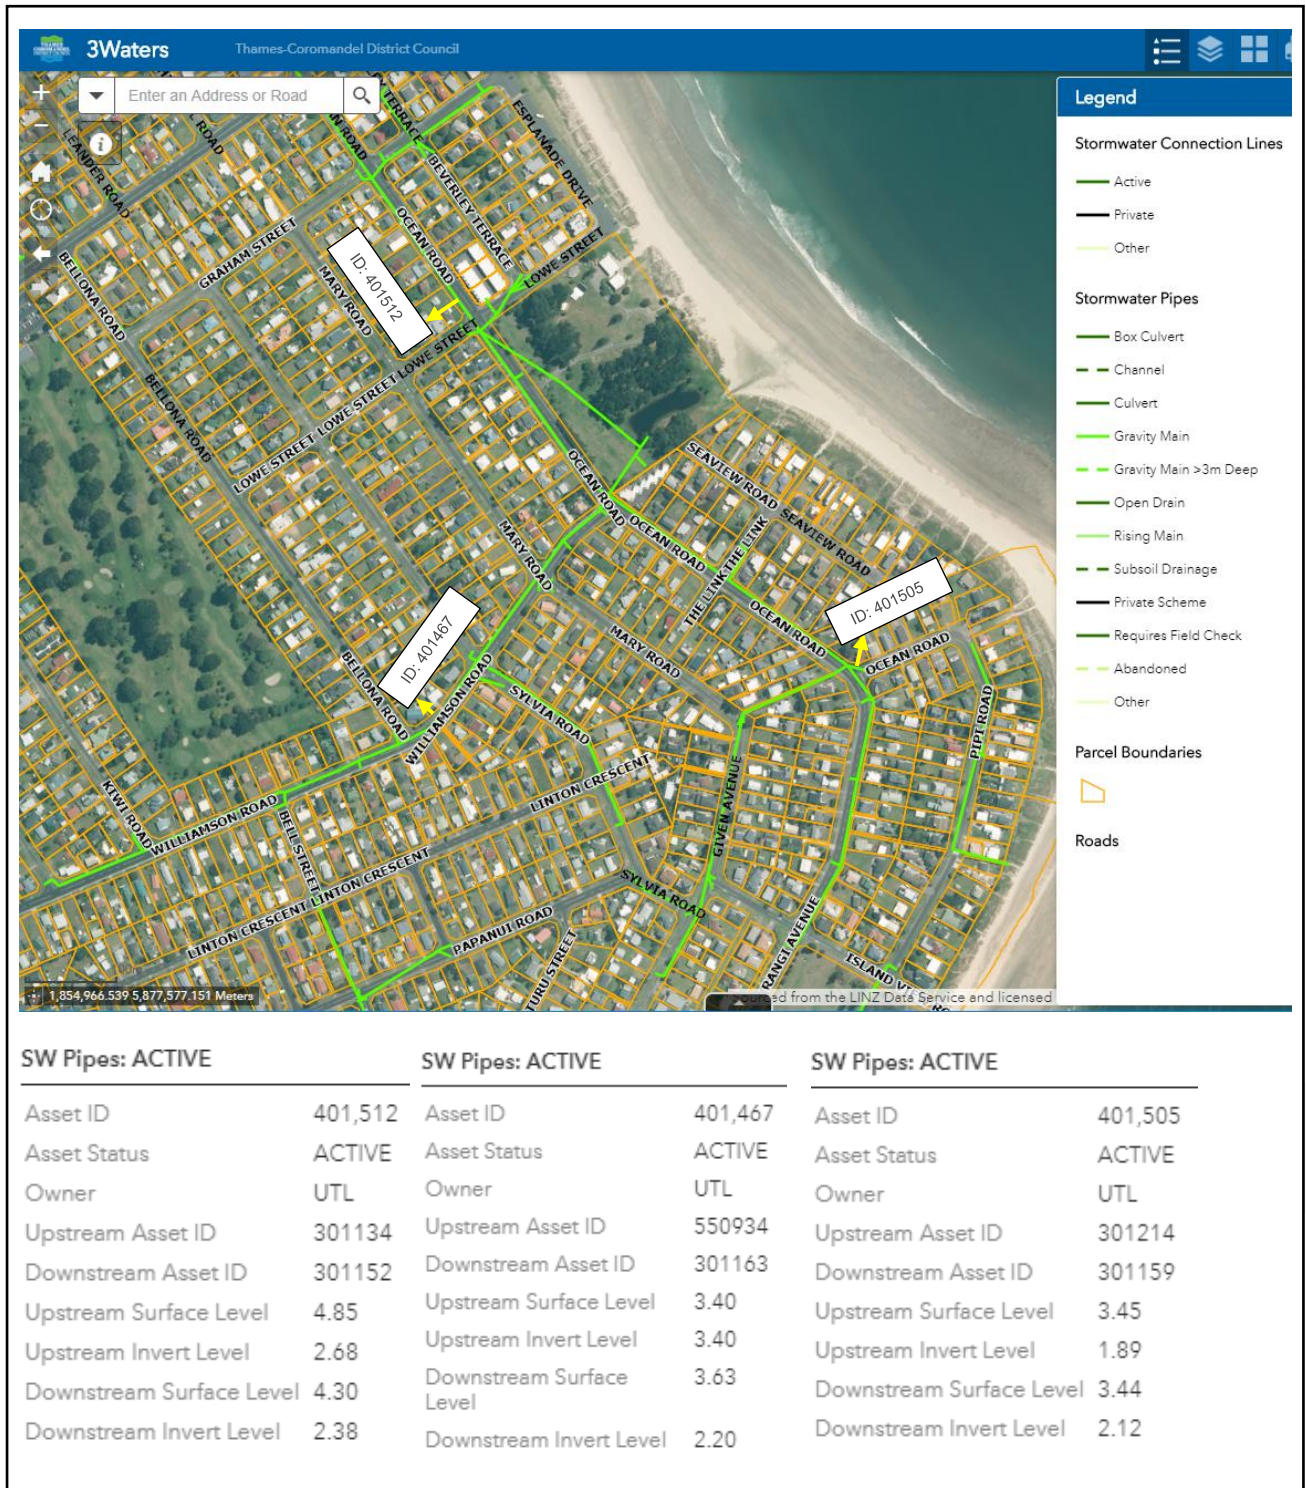 3Waters
Thames-Coromandel District Council
Enter an Address or Road
Legend
Stormwater Connection Lines
Active
Private
Other
Stormwater Pipes
Box Culvert
Channel
Culvert
Gravity Main
Gravity Main >3m Deep
Open Drain
Rising Main
Subsoil Drainage
Private Scheme
Requires Field Check
Abandoned
Other
Parcel Boundaries
Roads
LEANDER ROAD
ROAD
TERRACE
ESPLANADE DRIVE
BEVERLEY TERRACE
OCEAN ROAD
GRAHAM STREET
LOWE STREET
BELLONA ROAD
MARY ROAD
ID: 401512
LOWE STREET
BELLONA ROAD
LOWE STREET
LOWE STREET
OCEAN ROAD
SEAVIEW ROAD
SEAVIEW ROAD
MARY ROAD
OCEAN ROAD
THE LINK
THE LINK
ID: 401505
ID: 401467
OCEAN ROAD
MARY ROAD
OCEAN ROAD
BELLONA ROAD
WILLIAMSON ROAD
SYLVIA ROAD
PIPI ROAD
KIWI ROAD
WILLIAMSON ROAD
BELL STREET
LINTON CRESCENT
GIVEN AVENUE
LINTON CRESCENT
LINTON CRESCENT
SYLVIA ROAD
PAPANUI ROAD
TURU STREET
RANGI AVENUE
ISLAND
1,854,966.539 5,877,577.151 Meters
Sourced from the LINZ Data Service and licensed
SW Pipes: ACTIVE
Asset ID 401,512
Asset Status ACTIVE
Owner UTL
Upstream Asset ID 301134
Downstream Asset ID 301152
Upstream Surface Level 4.85
Upstream Invert Level 2.68
Downstream Surface Level 4.30
Downstream Invert Level 2.38
SW Pipes: ACTIVE
Asset ID 401,467
Asset Status ACTIVE
Owner UTL
Upstream Asset ID 550934
Downstream Asset ID 301163
Upstream Surface Level 3.40
Upstream Invert Level 3.40
Downstream Surface 3.63
Level
Downstream Invert Level 2.20
SW Pipes: ACTIVE
Asset ID 401,505
Asset Status ACTIVE
Owner UTL
Upstream Asset ID 301214
Downstream Asset ID 301159
Upstream Surface Level 3.45
Upstream Invert Level 1.89
Downstream Surface Level 3.44
Downstream Invert Level 2.12